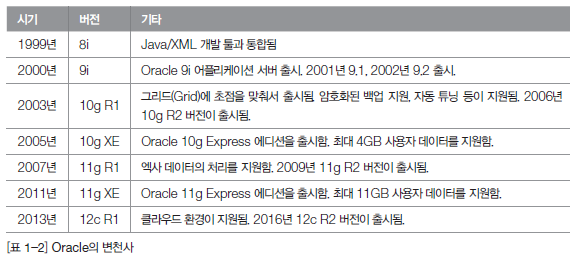 시기 버전 기타
1999년 8i Java/XML 개발 툴과 통합됨
2000년 9i Oracle 9i 어플리케이션 서버 출시. 2001년 9.1, 2002년 9.2 출시.
2003년 10g R1 그리드(Grid)에 초점을 맞춰서 출시됨. 암호화된 백업 지원, 자동 튜닝 등이 지원됨. 2006년
10g R2 버전이 출시됨.
2005년 10g XE Oracle 10g Express 에디션을 출시함. 최대 4GB 사용자 데이터를 지원함.
2007년 11g R1 엑사 데이터의 처리를 지원함. 2009년 11g R2 버전이 출시됨.
2011년 11g XE Oracle 11g Express 에디션을 출시함. 최대 11GB 사용자 데이터를 지원함.
2013년 12c R1 클라우드 환경이 지원됨. 2016년 12c R2 버전이 출시됨.
[표 1-2] Oracle의 변천사